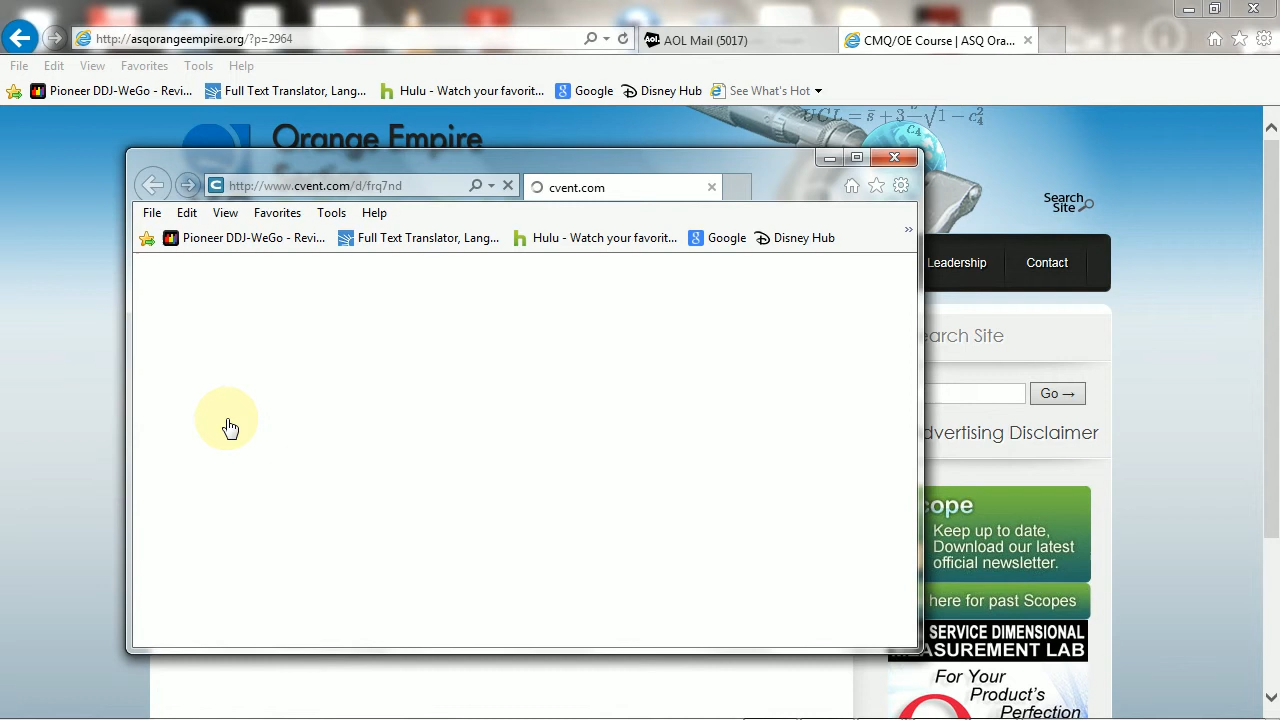 http://asqorangeempire.org/?p=2964
AOL Mail (5017)
CMQ/OE Course | ASQ Ora...
File Edit View Favorites Tools Help
Pioneer DDJ-WeGo - Revi... Full Text Translator, Lang... Hulu - Watch your favorit... Google Disney Hub See What's Hot
Orange Empire
Search
Site
http://www.cvent.com/d/frq7nd
cvent.com
File Edit View Favorites Tools Help
Pioneer DDJ-WeGo - Revi... Full Text Translator, Lang... Hulu - Watch your favorit... Google Disney Hub
Leadership Contact
earch Site
Go →
dvertising Disclaimer
cope
Keep up to date,
Download our latest
official newsletter.
here for past Scopes
SERVICE DIMENSIONAL
EASUREMENT LAB
For Your
Product's
Perfection